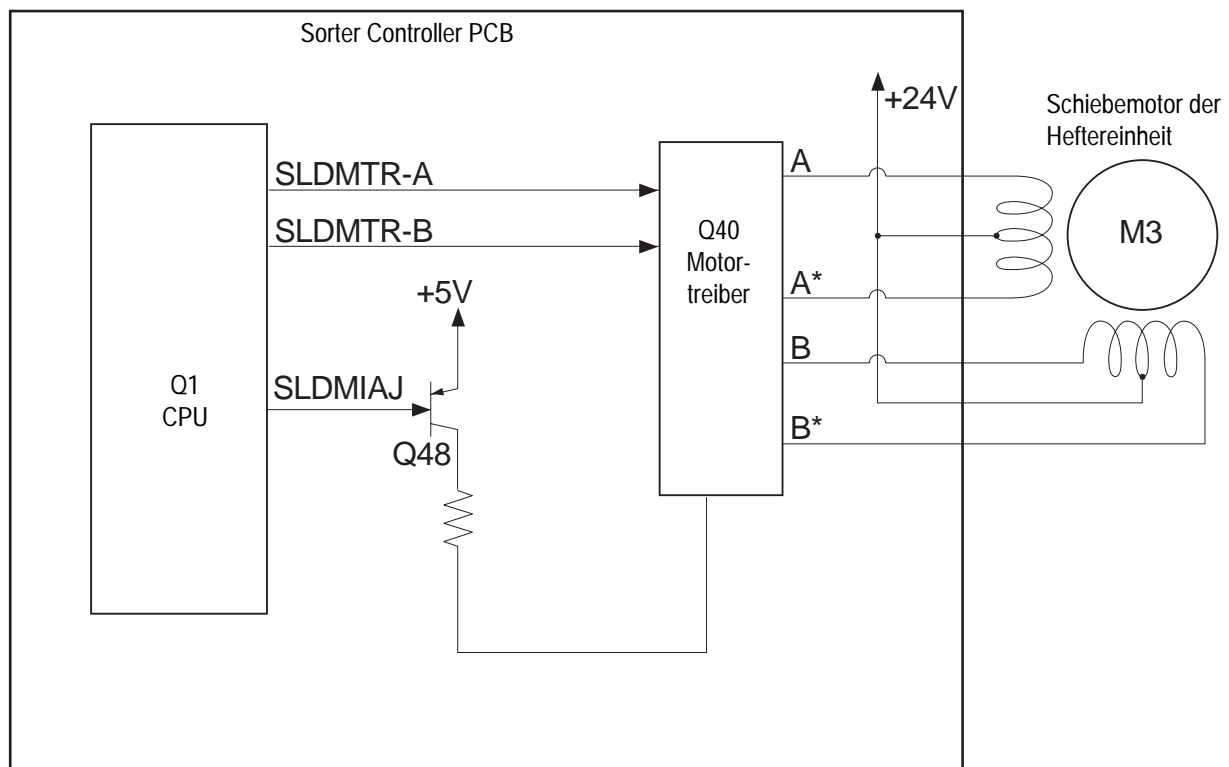 Sorter Controller PCB
+24V
Schiebemotor der
Heftereinheit
M3
SLDMTR-A
SLDMTR-B
A
A*
B
B*
Q40
Motor-
treiber
+5V
Q1
CPU
SLDMIAJ
Q48